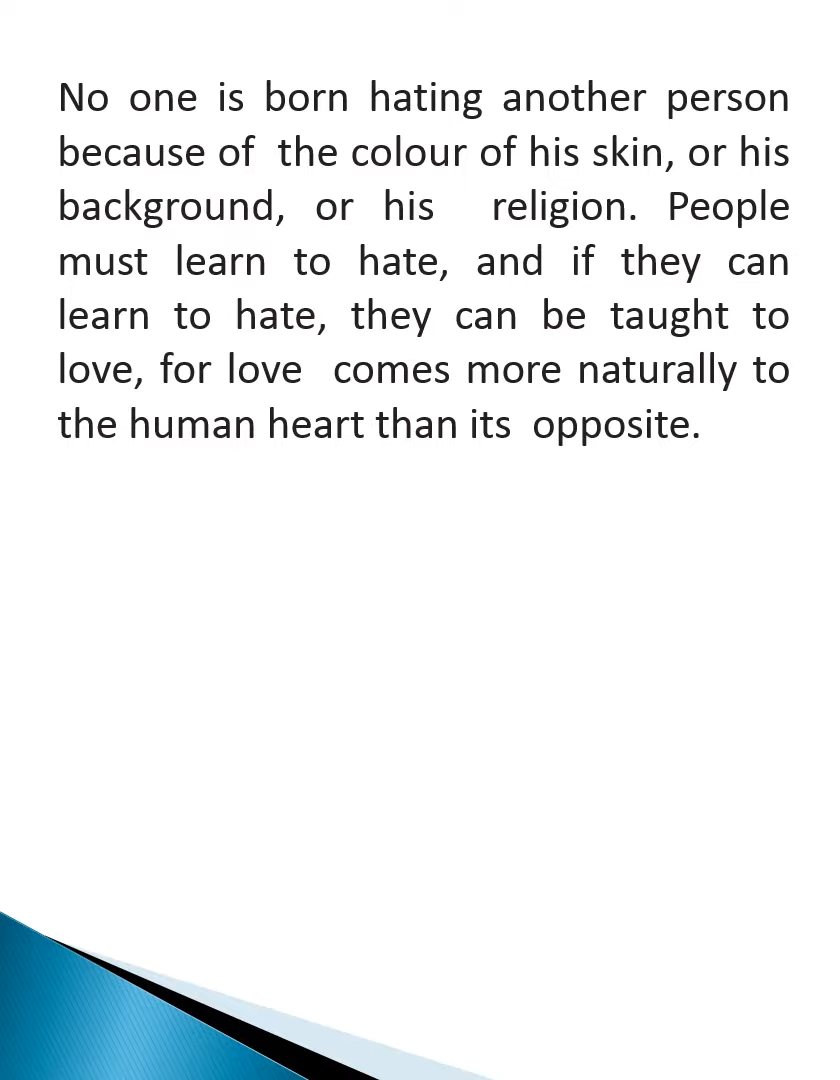 No one is born hating another person
because of the colour of his skin, or his
background, or his religion. People
must learn to hate, and if they can
learn to hate, they can be taught to
love, for love comes more naturally to
the human heart than its opposite.